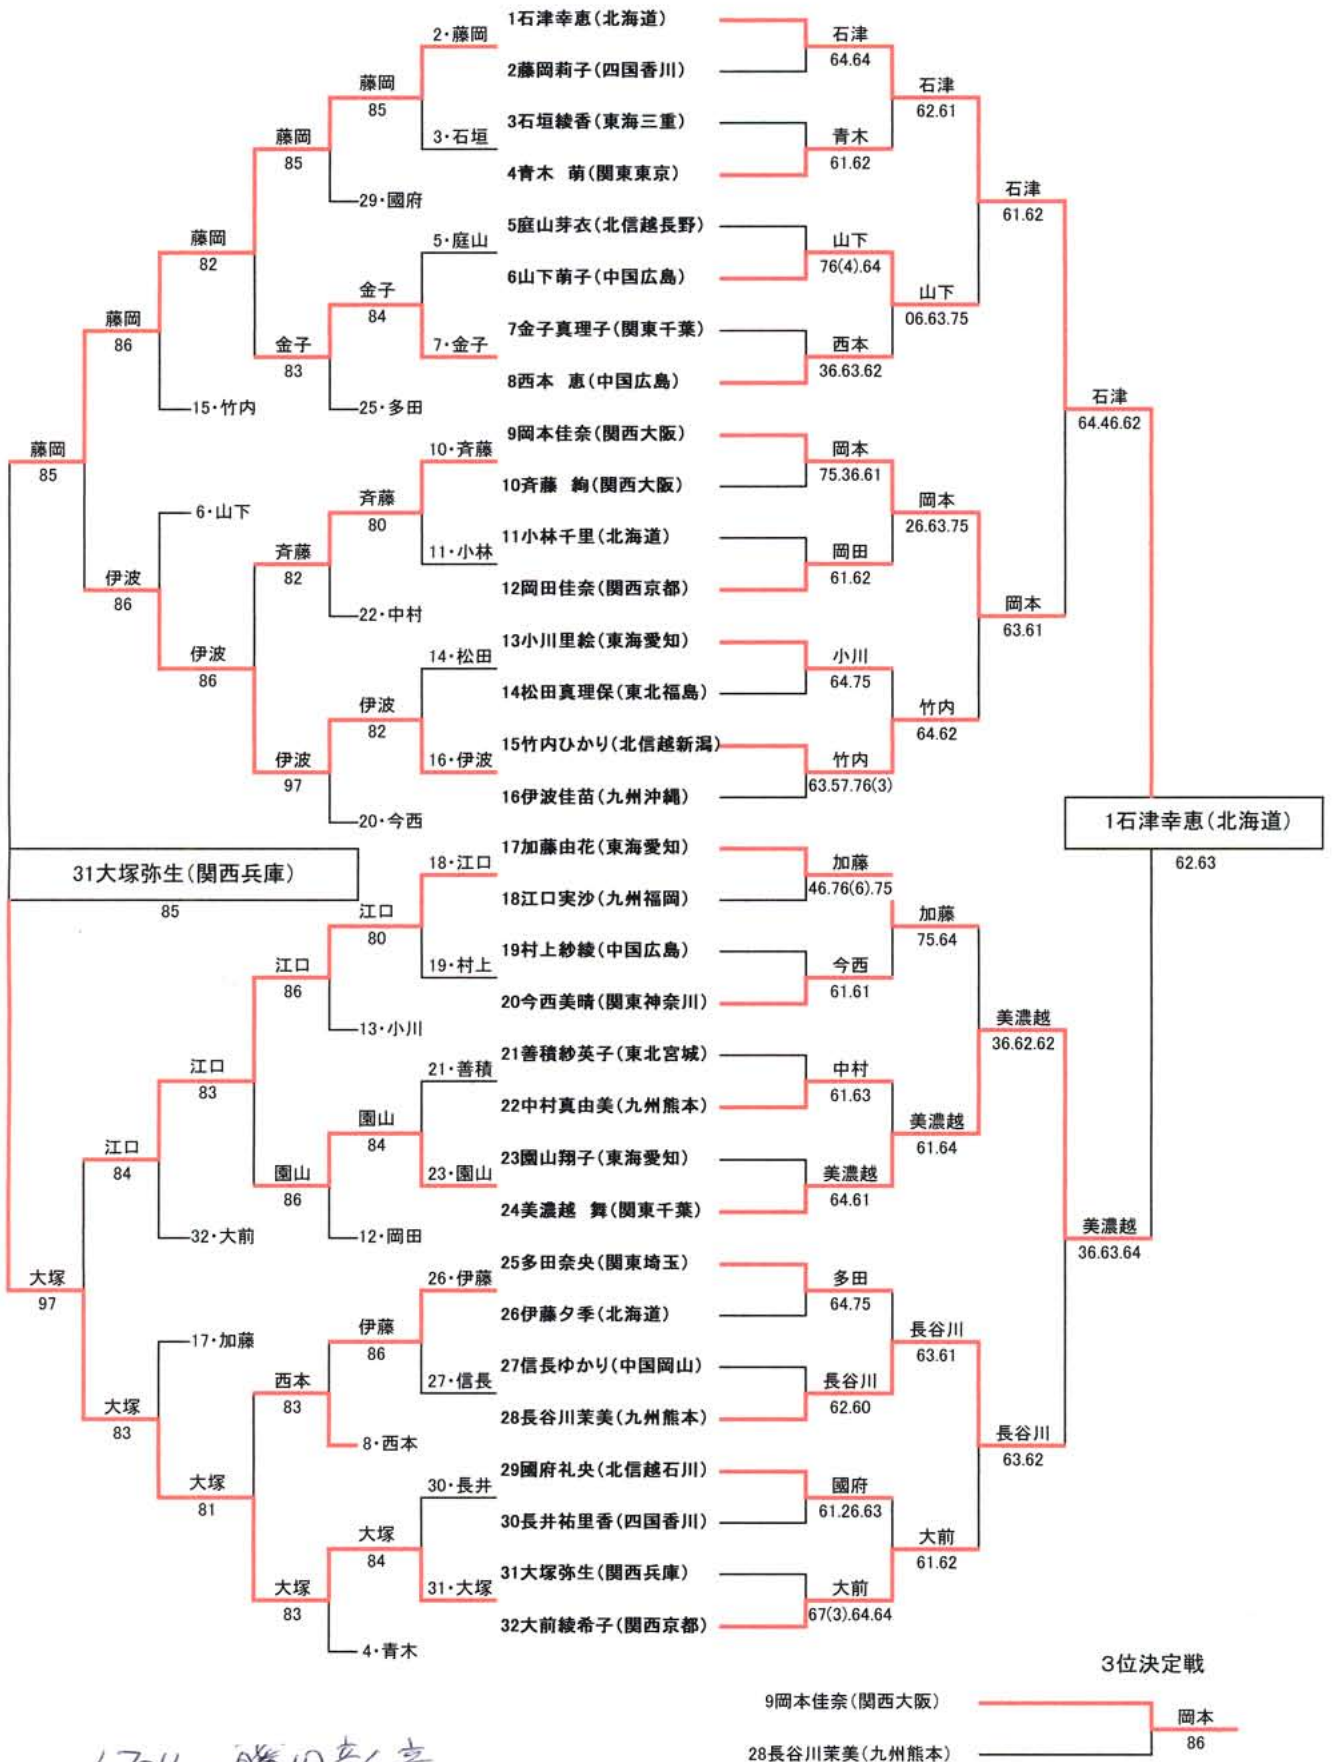 1石津幸恵(北海道)
2・藤岡
石津
64.64
2藤岡莉子(四国香川)
藤岡
85
石津
62.61
3石垣綾香(東海三重)
3・石垣
藤岡
85
青木
61.62
4青木 萌(関東東京)
石津
61.62
29・國府
5庭山芽衣(北信越長野)
5・庭山
藤岡
82
山下
76(4).64
6山下萌子(中国広島)
金子
84
山下
06.63.75
藤岡
86
7金子真理子(関東千葉)
7・金子
金子
83
西本
36.63.62
8西本 恵(中国広島)
15・竹内
25・多田
石津
64.46.62
9岡本佳奈(関西大阪)
10・斉藤
藤岡
85
岡本
75.36.61
10斉藤 絢(関西大阪)
斉藤
80
岡本
26.63.75
6・山下
11小林千里(北海道)
11・小林
斉藤
82
岡田
61.62
12岡田佳奈(関西京都)
伊波
86
岡本
63.61
22・中村
13小川里絵(東海愛知)
14・松田
伊波
86
小川
64.75
14松田真理保(東北福島)
伊波
82
竹内
64.62
15竹内ひかり(北信越新潟)
16・伊波
伊波
97
竹内
63.57.76(3)
16伊波佳苗(九州沖縄)
20・今西
1石津幸恵(北海道)
62.63
17加藤由花(東海愛知)
18・江口
加藤
46.76(6).75
31大塚弥生(関西兵庫)
85
18江口実沙(九州福岡)
江口
80
加藤
75.64
19村上紗綾(中国広島)
19・村上
江口
86
今西
61.61
20今西美晴(関東神奈川)
13・小川
美濃越
36.62.62
21善積紗英子(東北宮城)
21・善積
江口
83
中村
61.63
22中村真由美(九州熊本)
園山
84
美濃越
61.64
江口
84
23園山翔子(東海愛知)
23・園山
園山
86
美濃越
64.61
24美濃越 舞(関東千葉)
32・大前
12・岡田
美濃越
36.63.64
25多田奈央(関東埼玉)
26・伊藤
大塚
97
多田
64.75
26伊藤夕季(北海道)
伊藤
86
長谷川
63.61
17・加藤
27信長ゆかり(中国岡山)
27・信長
西本
83
長谷川
62.60
28長谷川茉美(九州熊本)
大塚
83
8・西本
長谷川
63.62
29國府礼央(北信越石川)
30・長井
大塚
81
國府
61.26.63
30長井祐里香(四国香川)
大塚
84
大前
61.62
31大塚弥生(関西兵庫)
31・大塚
大塚
83
大前
67(3).64.64
32大前綾希子(関西京都)
4・青木
3位決定戦
9岡本佳奈(関西大阪)
岡本
86
28長谷川茉美(九州熊本)